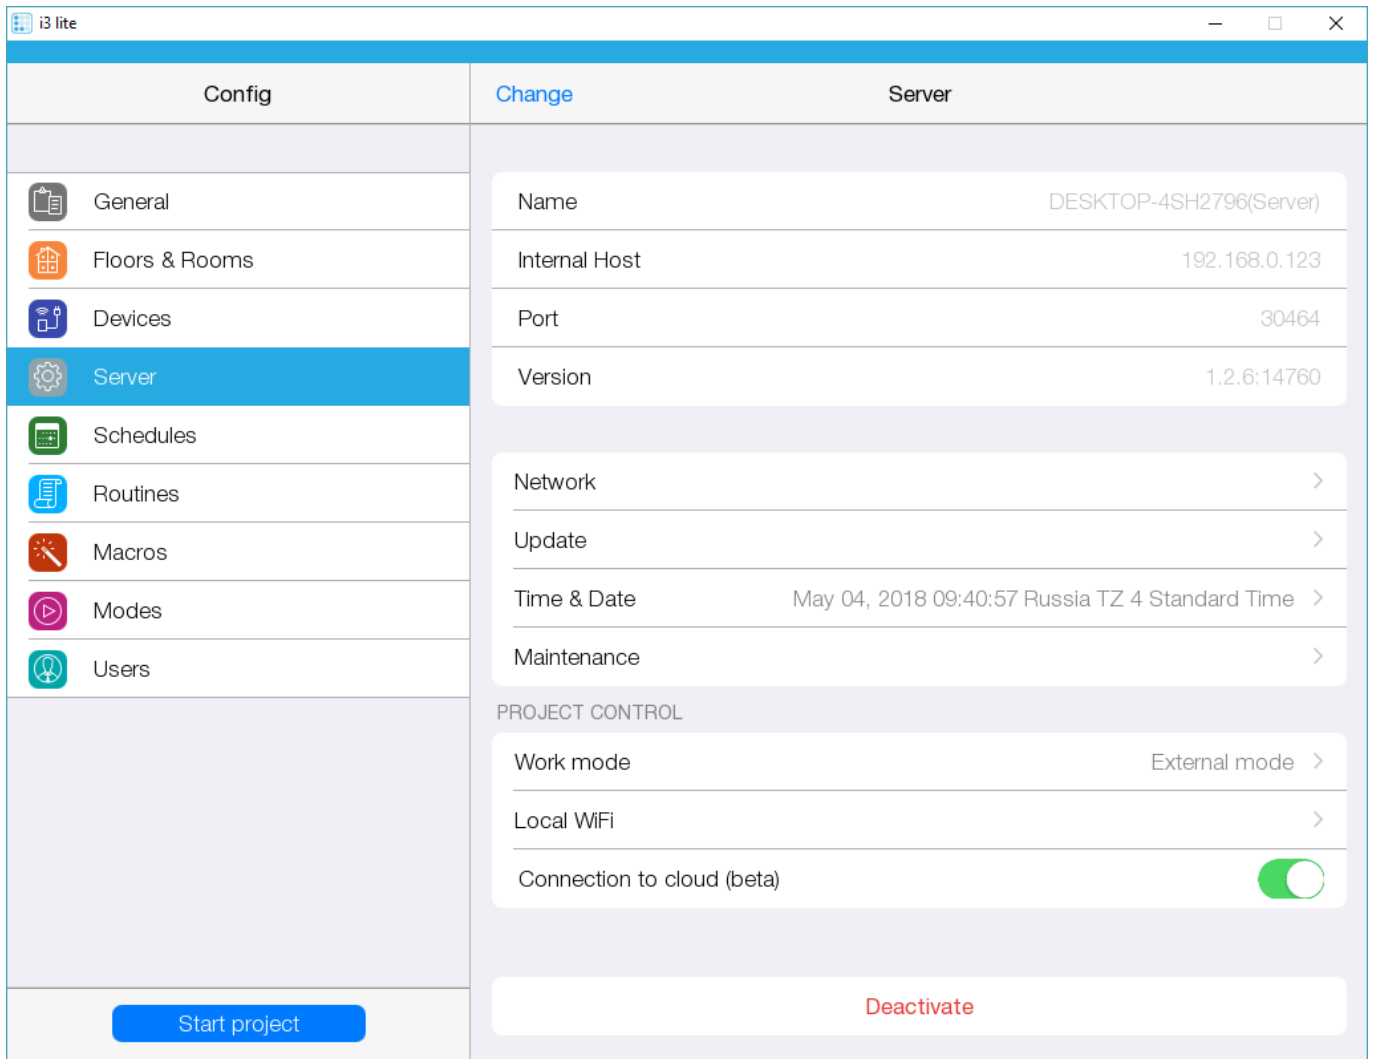 i3 lite
Config
Change
Server
General
Floors & Rooms
Devices
Server
Schedules
Routines
Macros
Modes
Users
Start project
Name DESKTOP-4SH2796(Server)
Internal Host 192.168.0.123
Port 30464
Version 1.2.6:14760
Network
Update
Time & Date May 04, 2018 09:40:57 Russia TZ 4 Standard Time
Maintenance
PROJECT CONTROL
Work mode External mode
Local WiFi
Connection to cloud (beta)
Deactivate